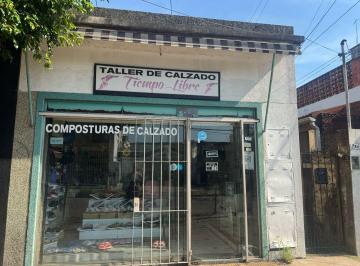 TALLER DE CALZADO
Tiempo Libre
COMPOSTURAS DE CALZADO